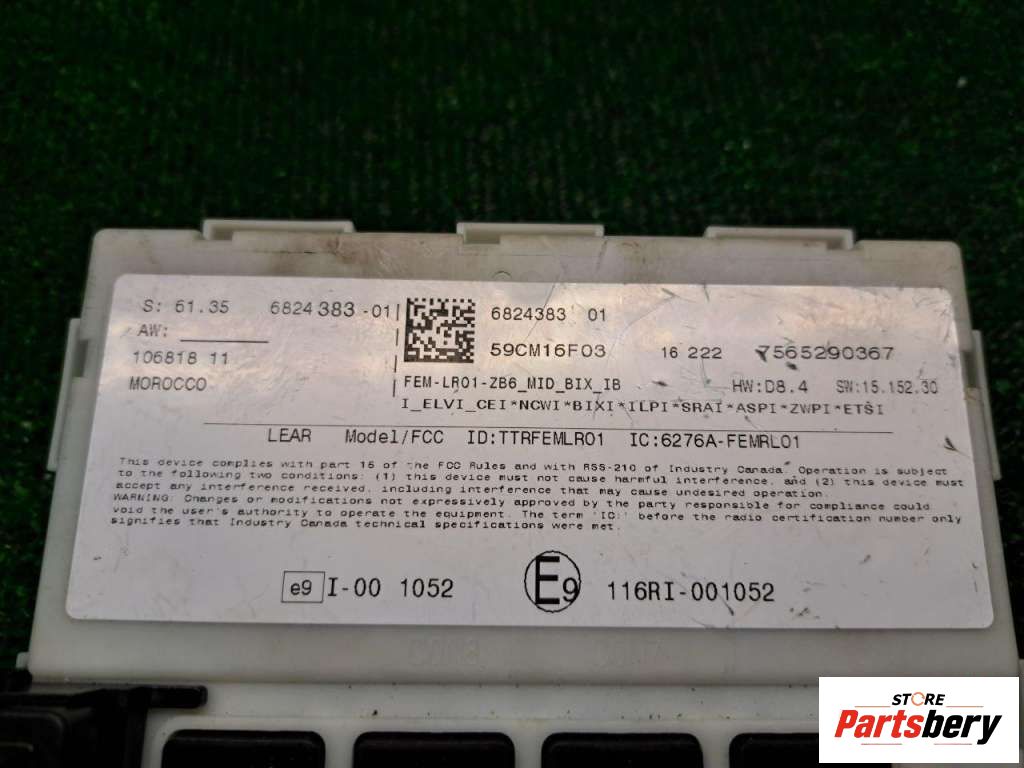 S: 61.35 6824 383 -01 6824383 01
AW:
59CM16F03 16 222 7565290367
106818 11
MOROCCO FEM-LR01-ZB6_MID_BIX_IB HW:D8.4 SW:15.152.30
I_ELVI_CEI*NCWI*BIXI*ILPI*SRAI*ASPI*ZWPI*ETSI
LEAR Model/FCC ID:TTRFEMLR01 IC:6276A-FEMRL01
This device complies with part 15 of the FCC Rules and with RSS-210 of Industry Canada. Operation is subject
to the following two conditions: (1) this device must not cause harmful interference, and (2) this device must
accept any interference received, including interference that may cause undesired operation.
WARNING: Changes or modifications not expressively approved by the party responsible for compliance could
void the user's authority to operate the equipment. The term 'IC:' before the radio certification number only
signifies that Industry Canada technical specifications were met.
e9 I-00 1052 E9 116RI-001052
STORE
Partsbery